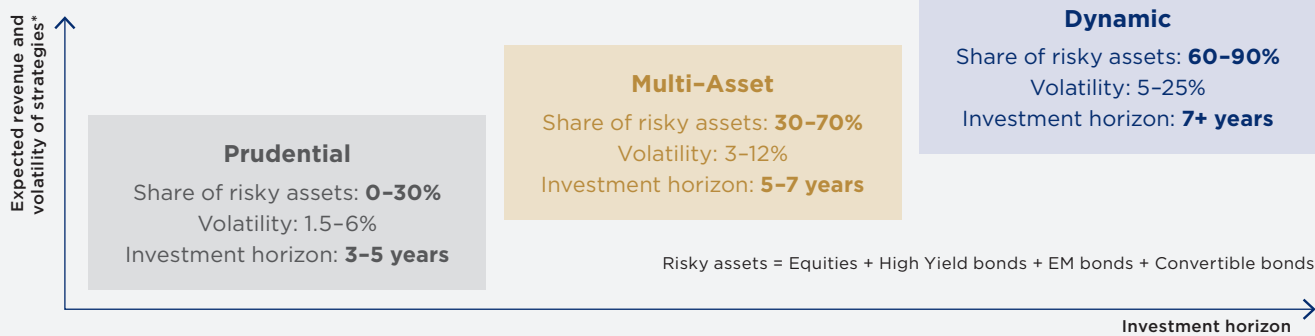 Expected revenue and
volatility of strategies*
Prudential
Share of risky assets: 0–30%
Volatility: 1.5–6%
Investment horizon: 3–5 years
Multi–Asset
Share of risky assets: 30–70%
Volatility: 3–12%
Investment horizon: 5–7 years
Dynamic
Share of risky assets: 60–90%
Volatility: 5–25%
Investment horizon: 7+ years
Risky assets = Equities + High Yield bonds + EM bonds + Convertible bonds
Investment horizon